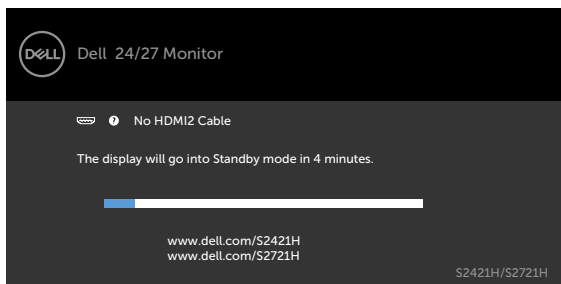 DELL
Dell 24/27 Monitor
? No HDMI2 Cable
The display will go into Standby mode in 4 minutes.
www.dell.com/S2421H
www.dell.com/S2721H
S2421H/S2721H